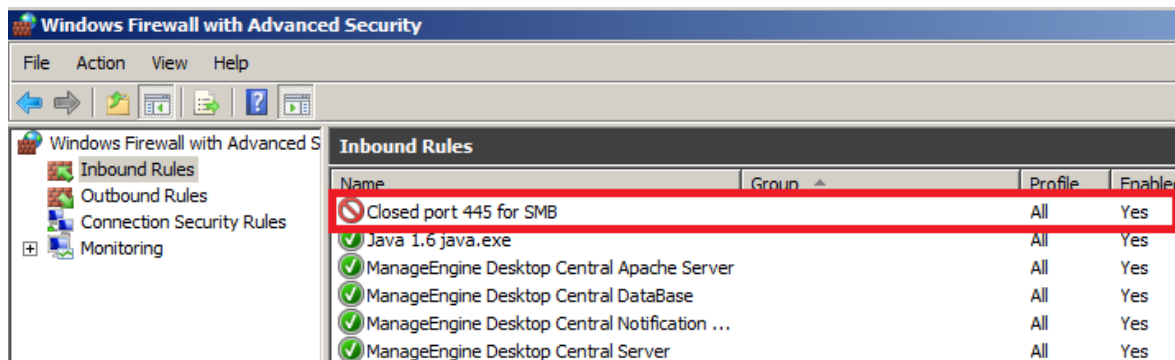 Windows Firewall with Advanced Security
File Action View Help
Windows Firewall with Advanced S
Inbound Rules
Outbound Rules
Connection Security Rules
Monitoring
Inbound Rules
Name Group Profile Enabled
Closed port 445 for SMB All Yes
Java 1.6 java.exe All Yes
ManageEngine Desktop Central Apache Server All Yes
ManageEngine Desktop Central DataBase All Yes
ManageEngine Desktop Central Notification ... All Yes
ManageEngine Desktop Central Server All Yes